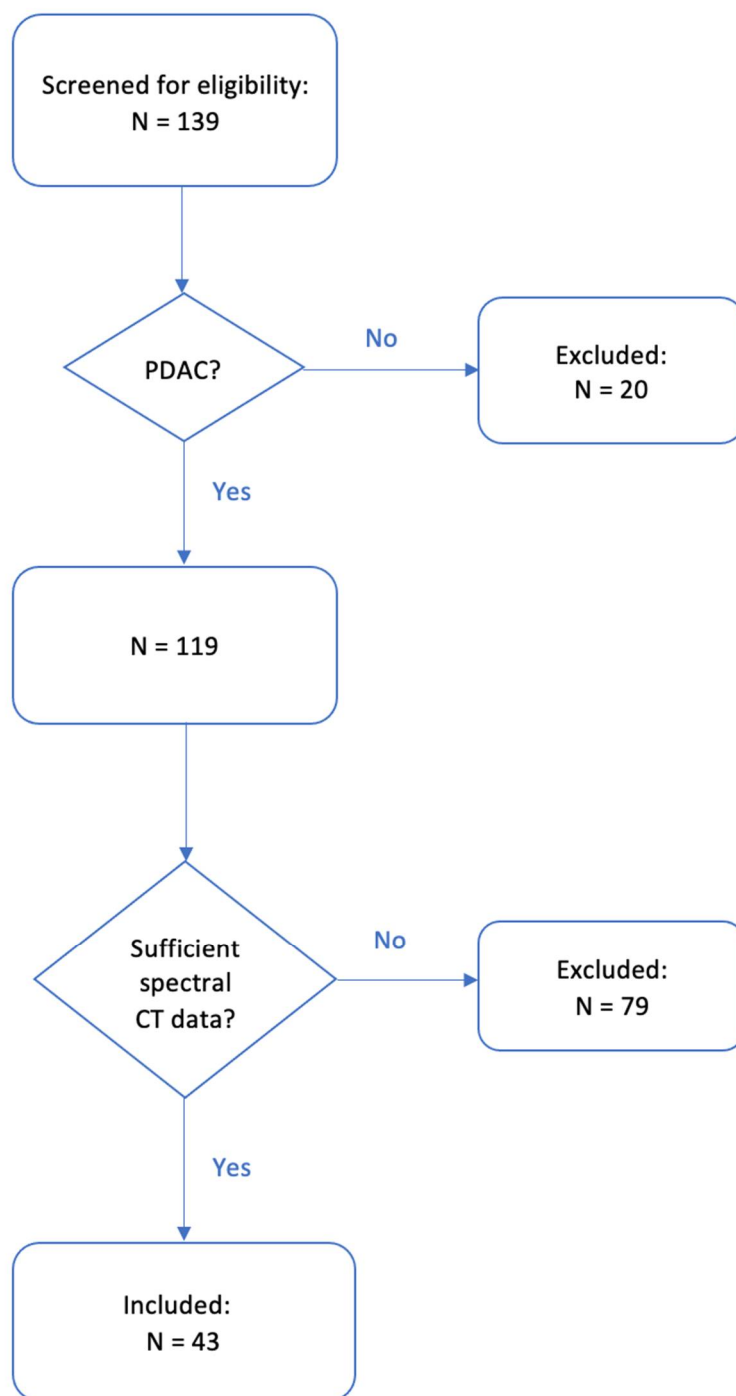 Screened for eligibility:
N = 139
PDAC?
No
Excluded:
N = 20
Yes
N = 119
Sufficient
spectral
CT data?
No
Excluded:
N = 79
Yes
Included:
N = 43